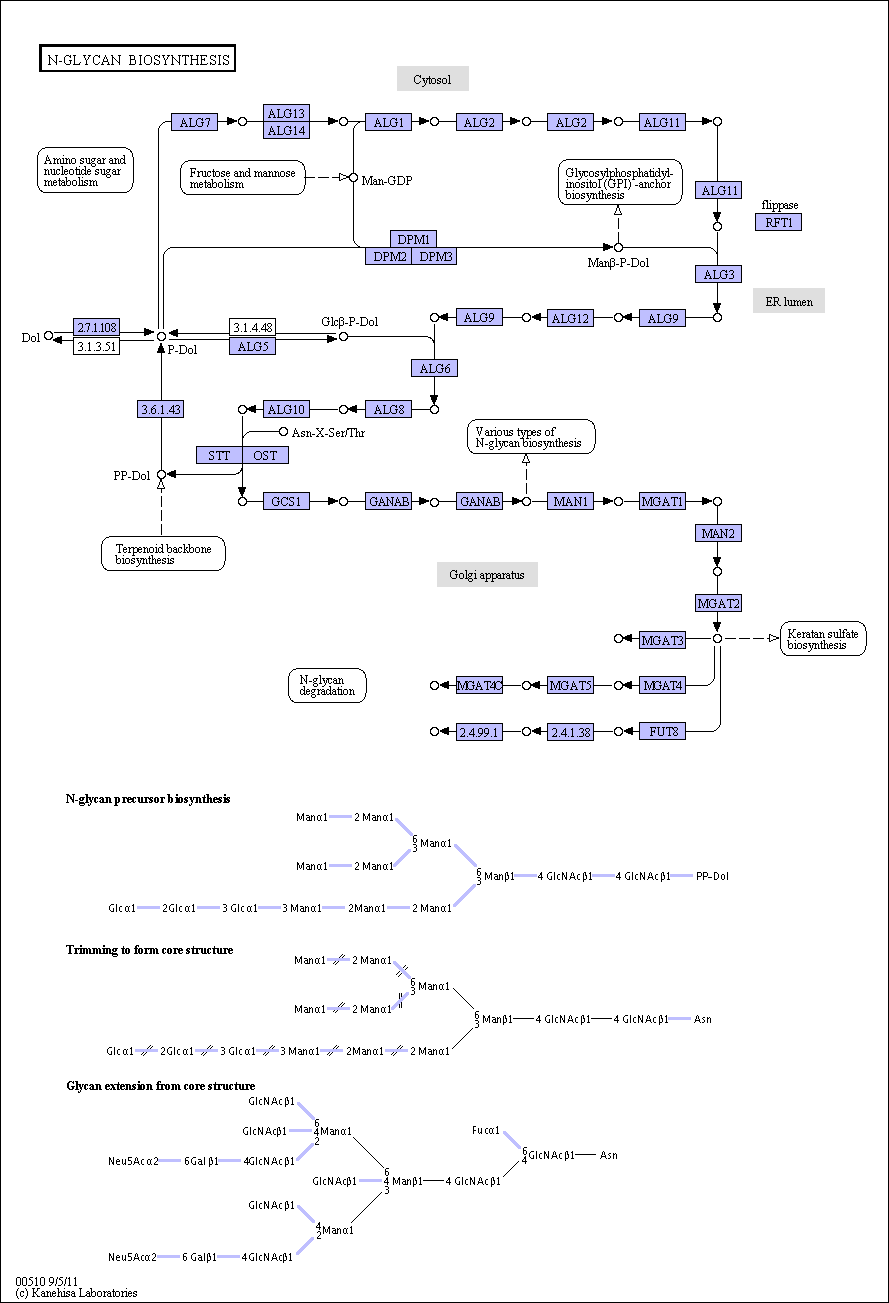 N-GLYCAN BIOSYNTHESIS
Cytosol
ALG7
ALG13
ALG14
ALG1
ALG2
ALG2
ALG11
Amino sugar and
nucleotide sugar
metabolism
Fructose and mannose
metabolism
Man-GDP
Glycosylphosphatidyl-
inositol (GPI) -anchor
biosynthesis
ALG11
flippase
RFT1
DPM1
DPM2
DPM3
Manβ-P-Dol
ALG3
ER lumen
Dol
2.7.1.108
3.1.3.51
P-Dol
3.1.4.48
ALG5
Glcβ-P-Dol
ALG9
ALG12
ALG9
ALG6
3.6.1.43
ALG10
ALG8
Asn-X-Ser/Thr
STT
OST
Various types of
N-glycan biosynthesis
PP-Dol
GCS1
GANAB
GANAB
MAN1
MGAT1
MAN2
Terpenoid backbone
biosynthesis
Golgi apparatus
MGAT2
MGAT3
Keratan sulfate
biosynthesis
N-glycan
degradation
MGAT4C
MGAT5
MGAT4
2.4.99.1
2.4.1.38
FUT8
N-glycan precursor biosynthesis
Manα1 2 Manα1
6
3 Manα1
Manα1 2 Manα1
6
3 Manβ1 4 GlcNAcβ1 4 GlcNAcβ1 PP-Dol
Glcα1 2Glcα1 3 Glcα1 3 Manα1 2Manα1 2 Manα1
Trimming to form core structure
Manα1 2 Manα1
6
3 Manα1
Manα1 2 Manα1
6
3 Manβ1 4 GlcNAcβ1 4 GlcNAcβ1 Asn
Glcα1 2Glcα1 3 Glcα1 3 Manα1 2Manα1 2 Manα1
Glycan extension from core structure
GlcNAcβ1
6
GlcNAcβ1 4 Manα1
2
Fucα1
Neu5Acα2 6Galβ1 4GlcNAcβ1
6
4 GlcNAcβ1 Asn
6
GlcNAcβ1 4 Manβ1 4 GlcNAcβ1
3
GlcNAcβ1
4
2 Manα1
Neu5Acα2 6 Galβ1 4GlcNAcβ1
00510 9/5/11
(c) Kanehisa Laboratories